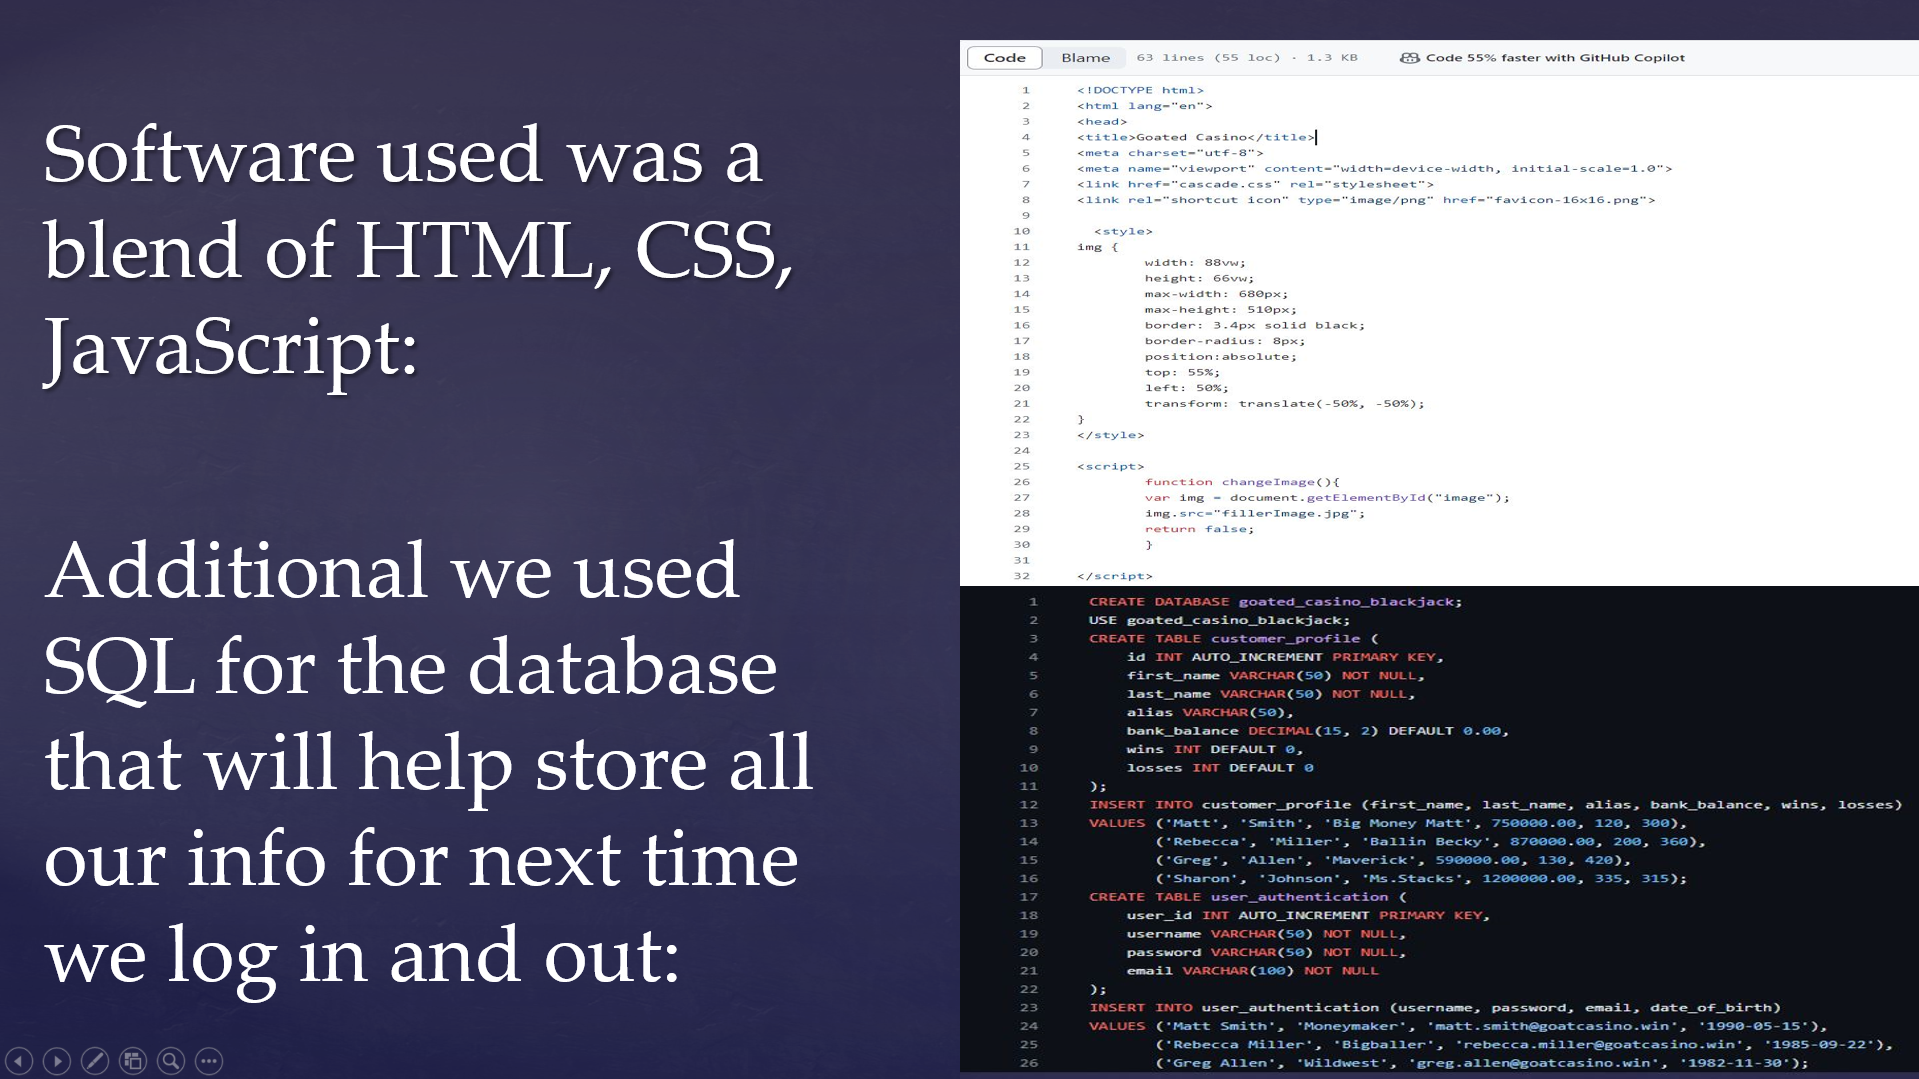 Software used was a
blend of HTML, CSS,
JavaScript:
Additional we used
SQL for the database
that will help store all
our info for next time
we log in and out:
Code Blame 63 lines (55 loc) · 1.3 KB Code 55% faster with GitHub Copilot
1 <!DOCTYPE html>
2 <html lang="en">
3 <head>
4 <title>Goated Casino</title>
5 <meta charset="utf-8">
6 <meta name="viewport" content="width=device-width, initial-scale=1.0">
7 <link href="cascade.css" rel="stylesheet">
8 <link rel="shortcut icon" type="image/png" href="favicon-16x16.png">
9
10 <style>
11 img {
12 width: 88vw;
13 height: 66vw;
14 max-width: 680px;
15 max-height: 510px;
16 border: 3.4px solid black;
17 border-radius: 8px;
18 position:absolute;
19 top: 55%;
20 left: 50%;
21 transform: translate(-50%, -50%);
22 }
23 </style>
24
25 <script>
26 function changeImage(){
27 var img = document.getElementById("image");
28 img.src="fillerImage.jpg";
29 return false;
30 }
31
32 </script>
1 CREATE DATABASE goated_casino_blackjack;
2 USE goated_casino_blackjack;
3 CREATE TABLE customer_profile (
4 id INT AUTO_INCREMENT PRIMARY KEY,
5 first_name VARCHAR(50) NOT NULL,
6 last_name VARCHAR(50) NOT NULL,
7 alias VARCHAR(50),
8 bank_balance DECIMAL(15, 2) DEFAULT 0.00,
9 wins INT DEFAULT 0,
10 losses INT DEFAULT 0
11 );
12 INSERT INTO customer_profile (first_name, last_name, alias, bank_balance, wins, losses)
13 VALUES ('Matt', 'Smith', 'Big Money Matt', 750000.00, 120, 300),
14 ('Rebecca', 'Miller', 'Ballin Becky', 870000.00, 200, 360),
15 ('Greg', 'Allen', 'Maverick', 590000.00, 130, 420),
16 ('Sharon', 'Johnson', 'Ms.Stacks', 1200000.00, 335, 315);
17 CREATE TABLE user_authentication (
18 user_id INT AUTO_INCREMENT PRIMARY KEY,
19 username VARCHAR(50) NOT NULL,
20 password VARCHAR(50) NOT NULL,
21 email VARCHAR(100) NOT NULL
22 );
23 INSERT INTO user_authentication (username, password, email, date_of_birth)
24 VALUES ('Matt Smith', 'Moneymaker', 'matt.smith@goatcasino.win', '1990-05-15'),
25 ('Rebecca Miller', 'Bigballer', 'rebecca.miller@goatcasino.win', '1985-09-22'),
26 ('Greg Allen', 'Wildwest', 'greg.allen@goatcasino.win', '1982-11-30');